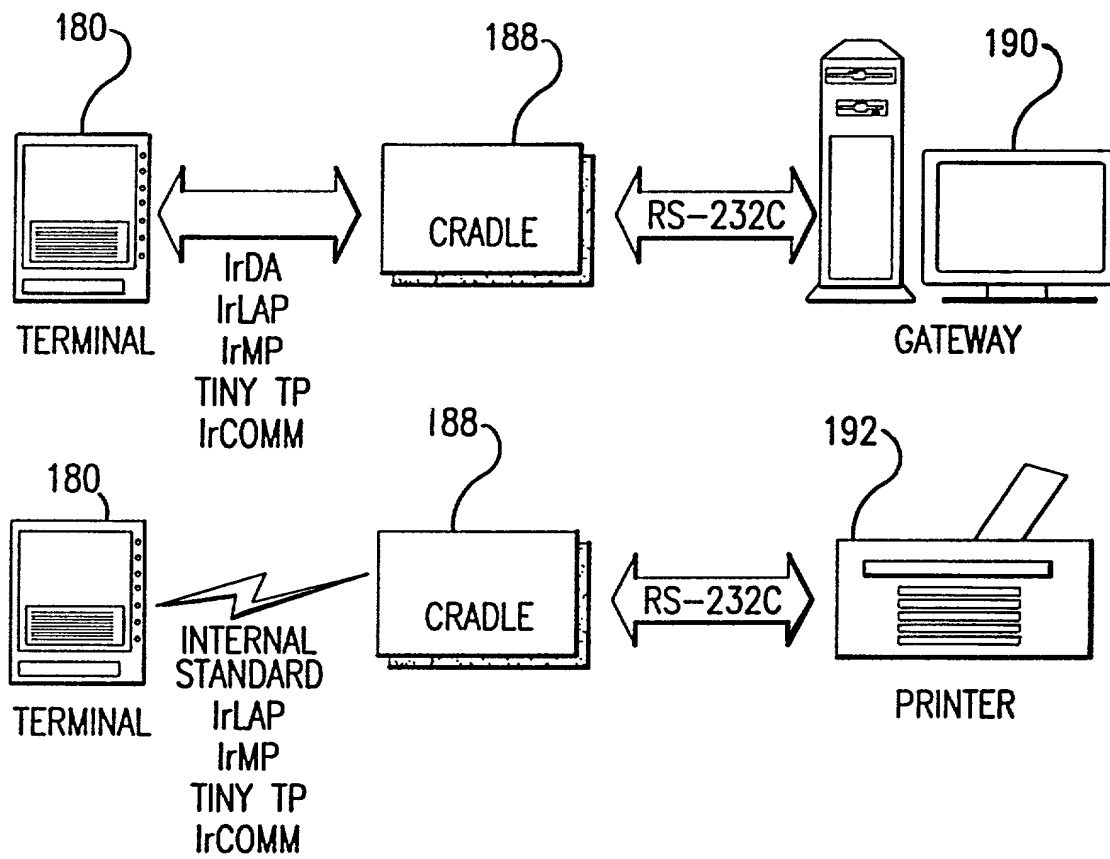 180
188
190
CRADLE
RS-232C
IrDA
IrLAP
IrMP
TINY TP
IrCOMM
TERMINAL
GATEWAY
180
188
192
CRADLE
RS-232C
INTERNAL
STANDARD
IrLAP
IrMP
TINY TP
IrCOMM
TERMINAL
PRINTER